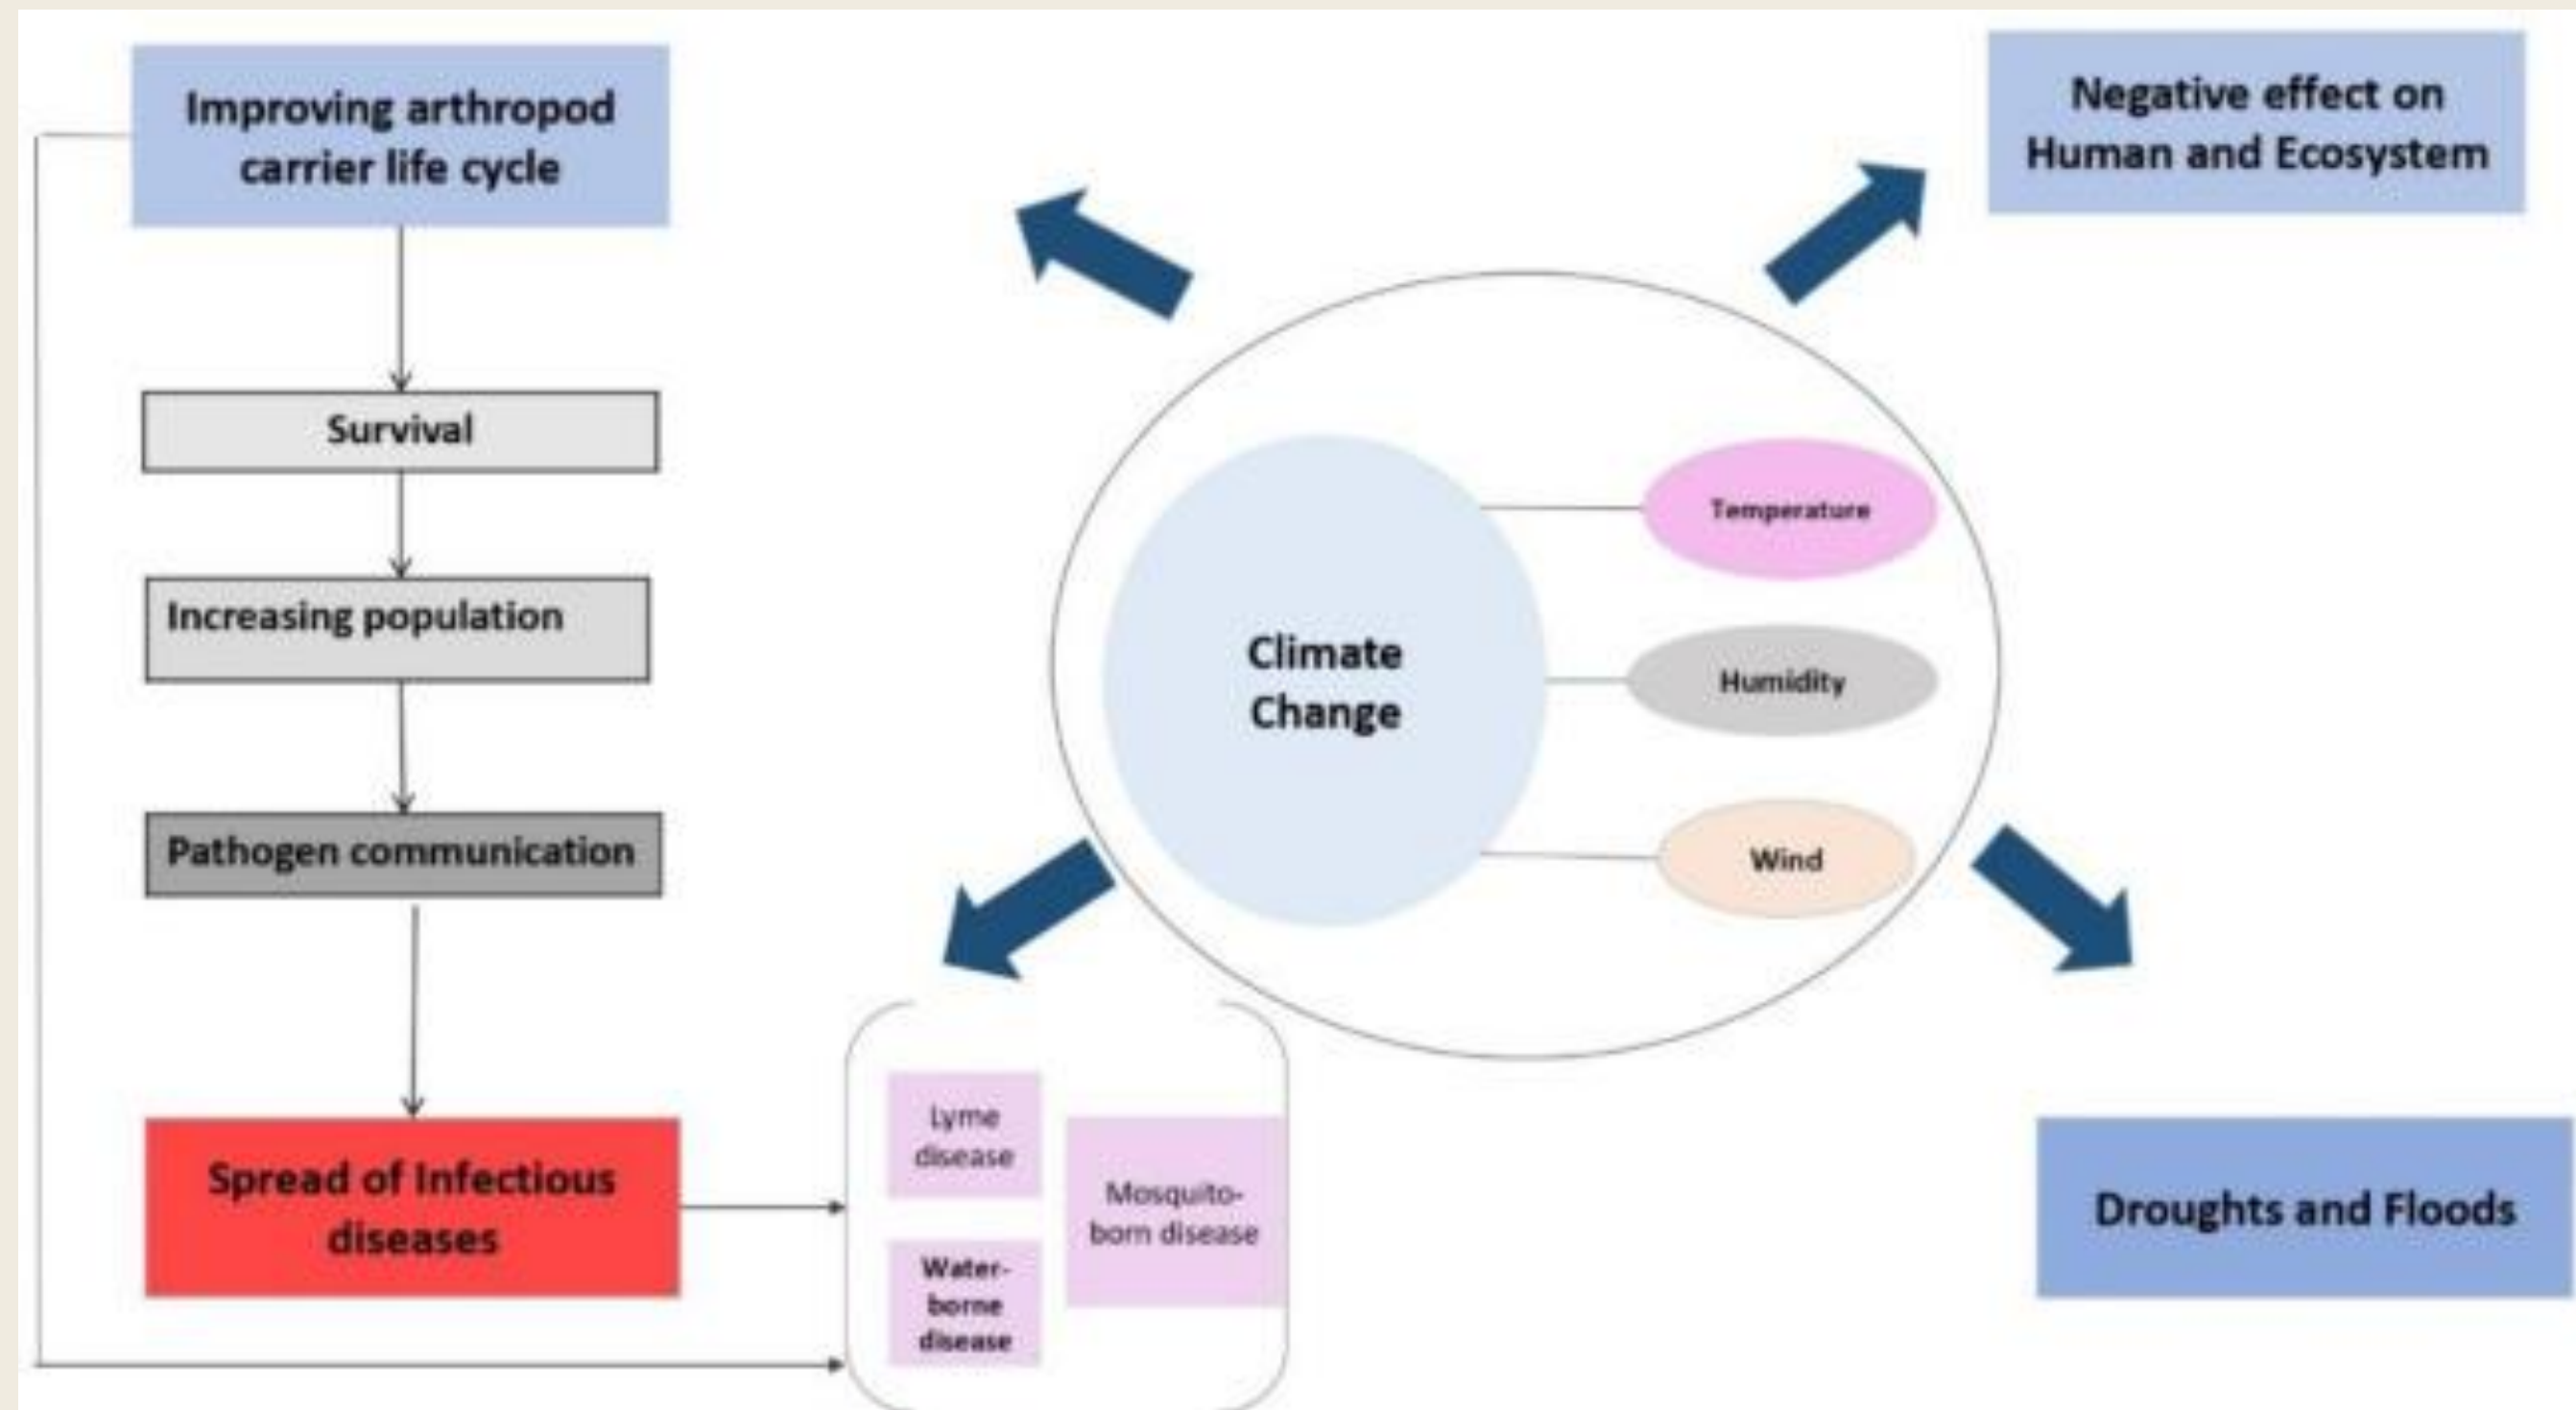 Improving arthropod
carrier life cycle
Survival
Increasing population
Pathogen communication
Spread of Infectious
diseases
Lyme
disease
Water-
borne
disease
Mosquito-
born disease
Climate
Change
Temperature
Humidity
Wind
Negative effect on
Human and Ecosystem
Droughts and Floods